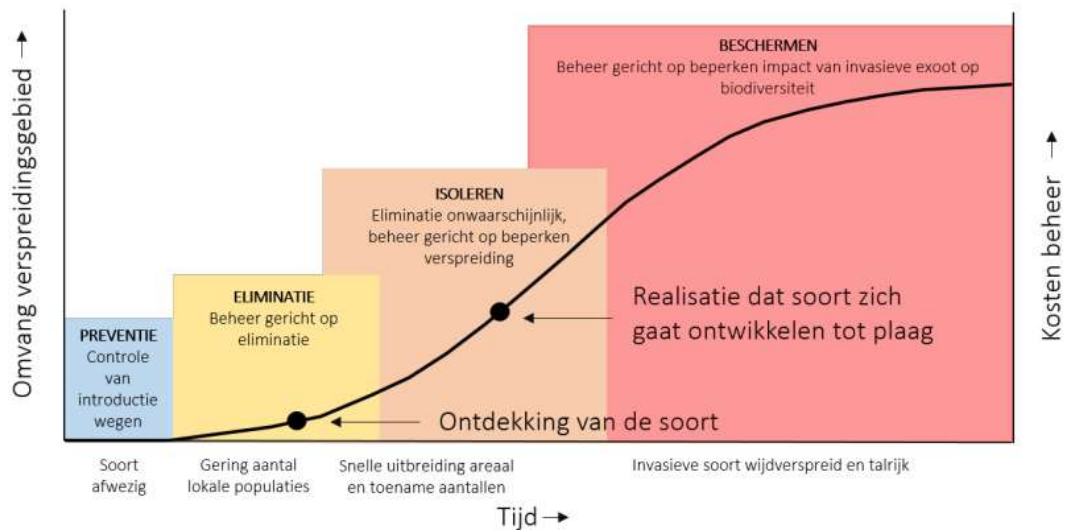 Omvang verspreidingsgebied →
PREVENTIE
Controle
van
introductie
wegen
ELIMINATIE
Beheer gericht op
eliminatie
ISOLEREN
Eliminatie onwaarschijnlijk,
beheer gericht op beperken
verspreiding
BESCHERMEN
Beheer gericht op beperken impact van invasieve exoot op
biodiversiteit
Realisatie dat soort zich
gaat ontwikkelen tot plaag
Ontdekking van de soort
Kosten beheer →
Soort
afwezig
Gering aantal
lokale populaties
Snelle uitbreiding areaal
en toename aantallen
Invasieve soort wijdverspreid en talrijk
Tijd →